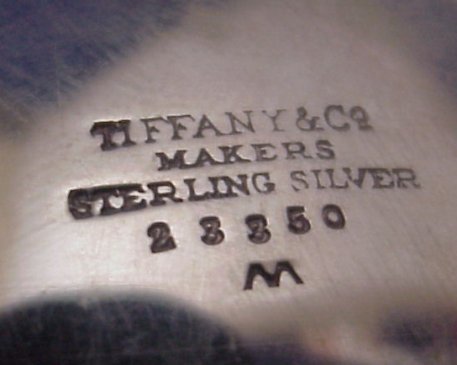 TIFFANY & Co
MAKERS
STERLING SILVER
23350
M